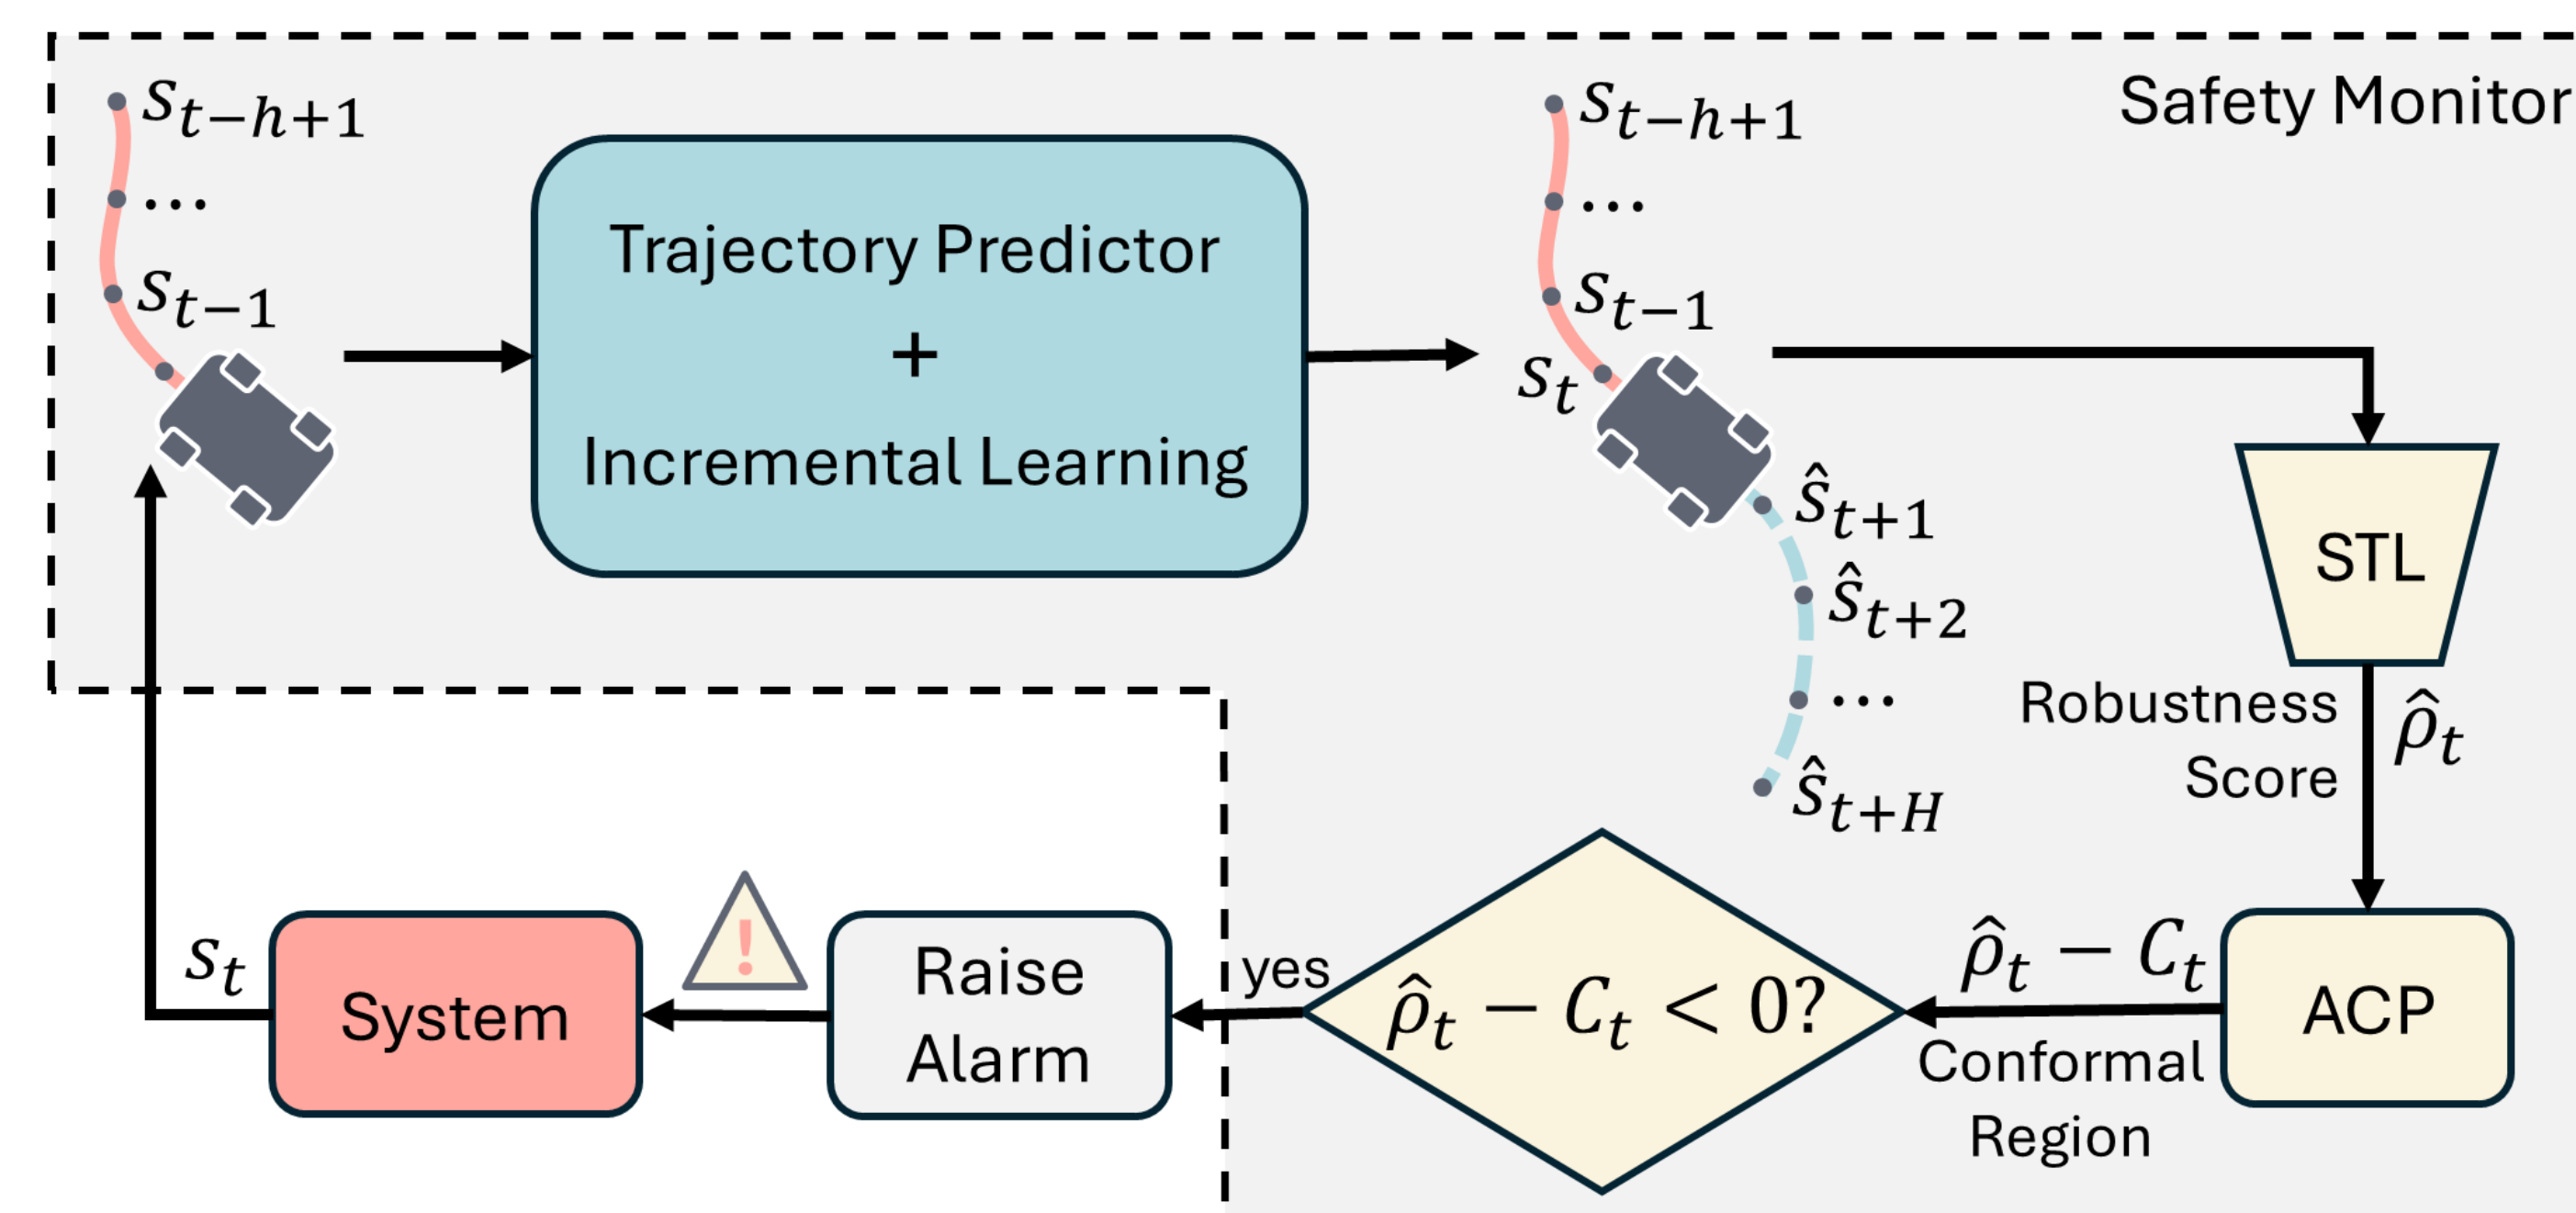 Safety Monitor
s_{t−h+1}
…
s_{t−1}
Trajectory Predictor
+
Incremental Learning
s_{t−h+1}
…
s_{t−1}
s_t
ŝ_{t+1}
ŝ_{t+2}
…
ŝ_{t+H}
STL
Robustness
Score
ρ̂_t
ACP
ρ̂_t − C_t
Conformal
Region
ρ̂_t − C_t < 0?
yes
Raise
Alarm
!
System
s_t